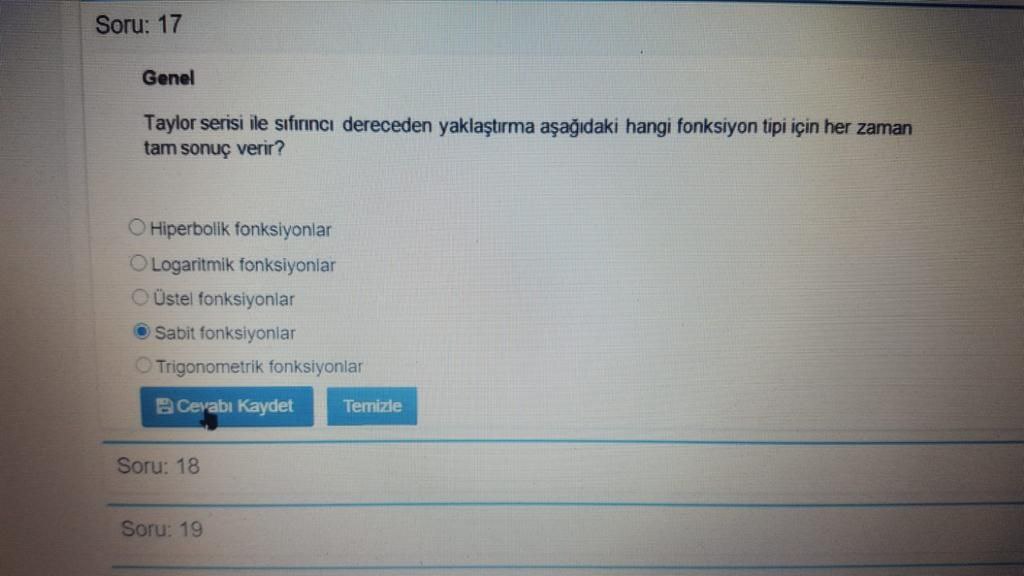 Soru: 17
Genel
Taylor serisi ile sıfırıncı dereceden yaklaştırma aşağıdaki hangi fonksiyon tipi için her zaman
tam sonuç verir?
Hiperbolik fonksiyonlar
Logaritmik fonksiyonlar
Üstel fonksiyonlar
Sabit fonksiyonlar
Trigonometrik fonksiyonlar
Cevabı Kaydet Temizle
Soru: 18
Soru: 19